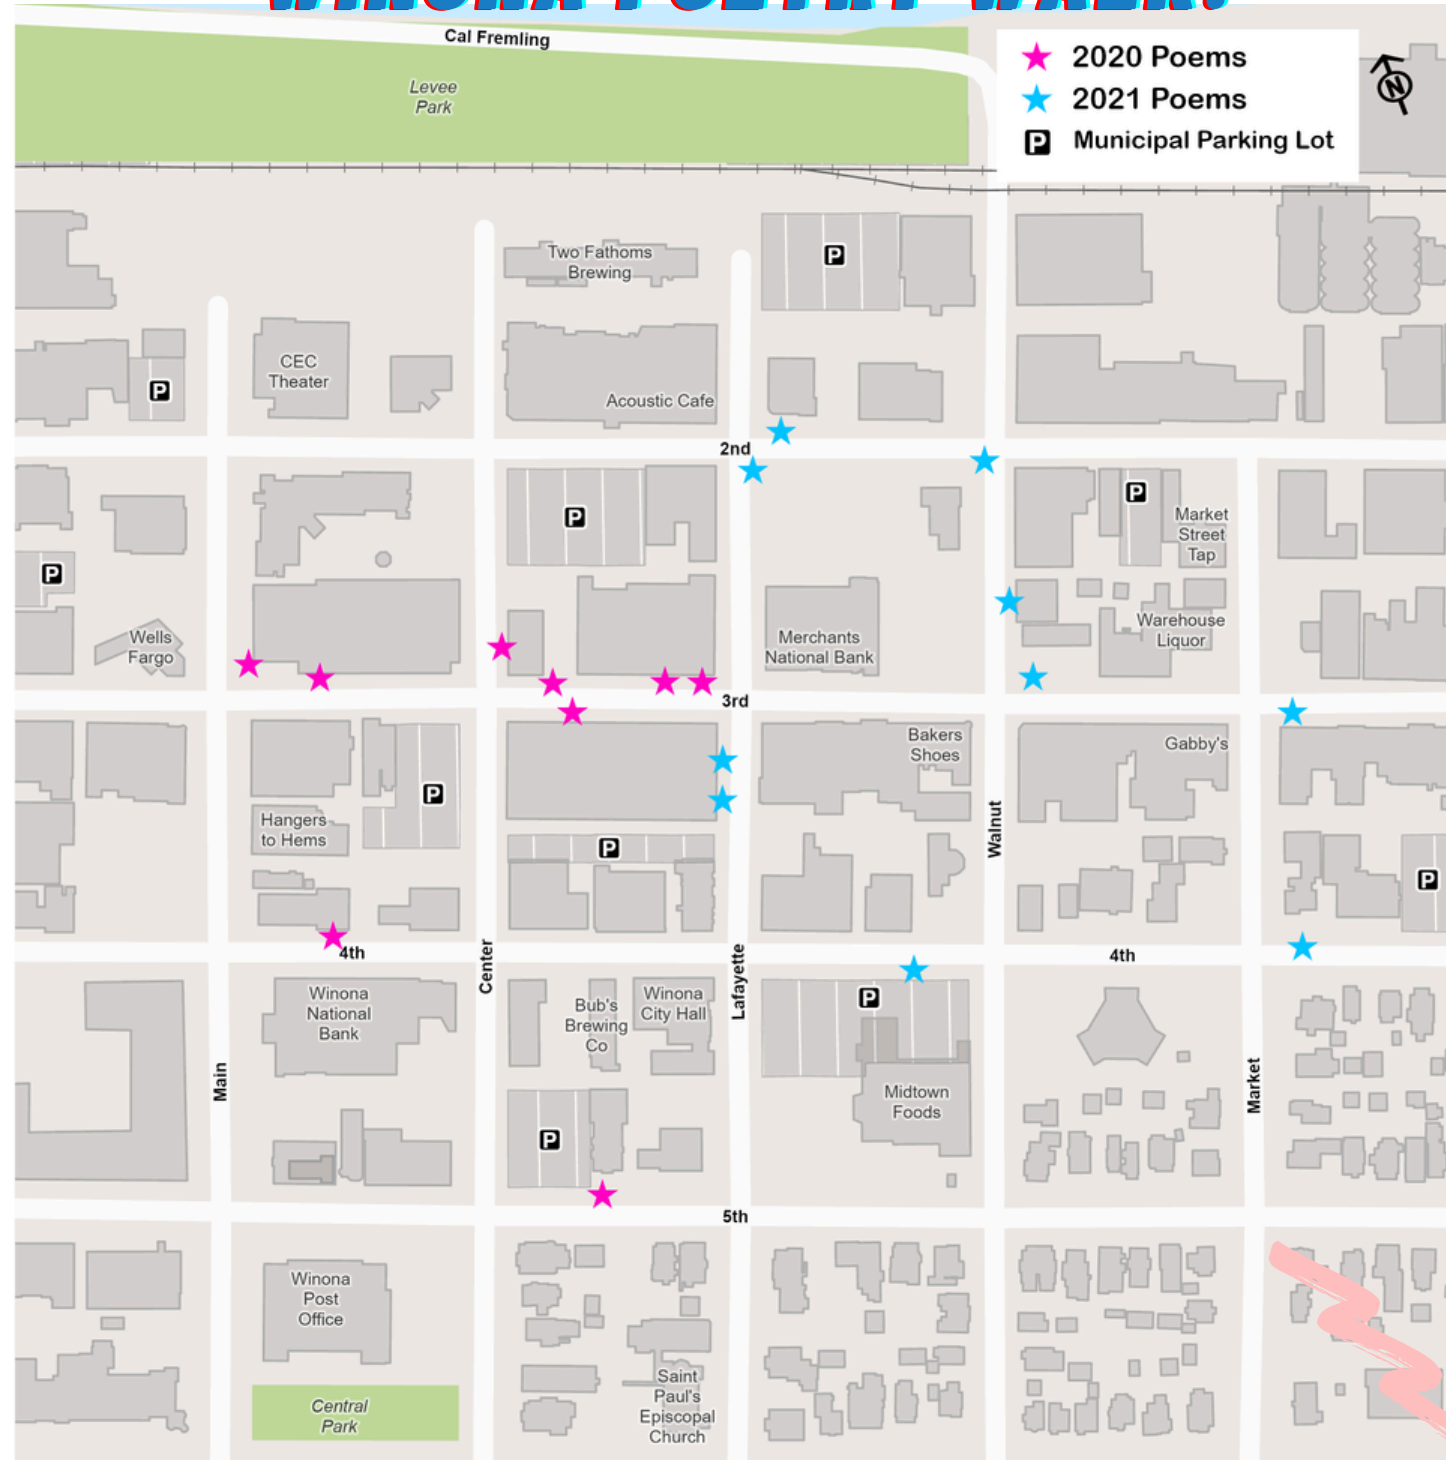 WINONA POETRY WALK!
Cal Fremling
Levee
Park
2020 Poems
2021 Poems
P Municipal Parking Lot
N
Two Fathoms
Brewing
P
CEC
Theater
P
Acoustic Cafe
2nd
P
P
Market
Street
Tap
P
Wells
Fargo
Merchants
National Bank
Warehouse
Liquor
3rd
Bakers
Shoes
Gabby's
P
Hangers
to Hems
P
Walnut
P
4th
Center
Lafayette
4th
Winona
National
Bank
Bub's
Brewing
Co
Winona
City Hall
P
Main
Market
Midtown
Foods
P
5th
Winona
Post
Office
Central
Park
Saint
Paul's
Episcopal
Church